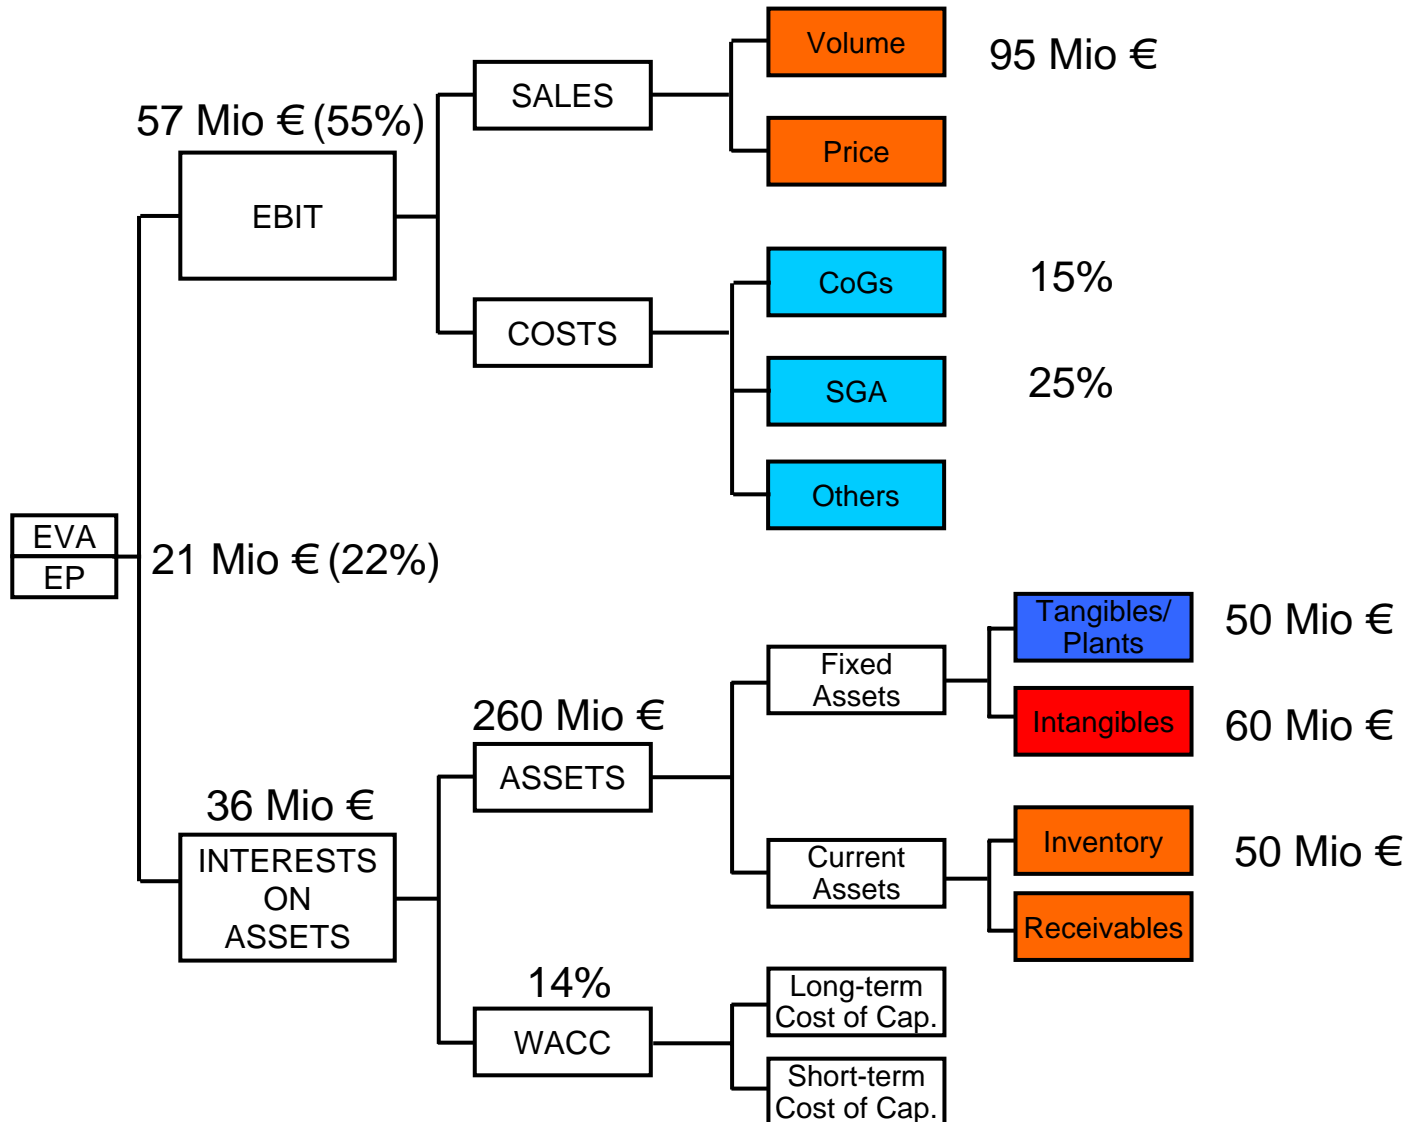 Volume
95 Mio €
SALES
57 Mio € (55%)
Price
EBIT
CoGs
15%
COSTS
SGA
25%
Others
EVA
EP
21 Mio € (22%)
Tangibles/
Plants
50 Mio €
Fixed
Assets
260 Mio €
Intangibles
60 Mio €
ASSETS
36 Mio €
Inventory
50 Mio €
INTERESTS
ON
ASSETS
Current
Assets
Receivables
14%
Long-term
Cost of Cap.
WACC
Short-term
Cost of Cap.